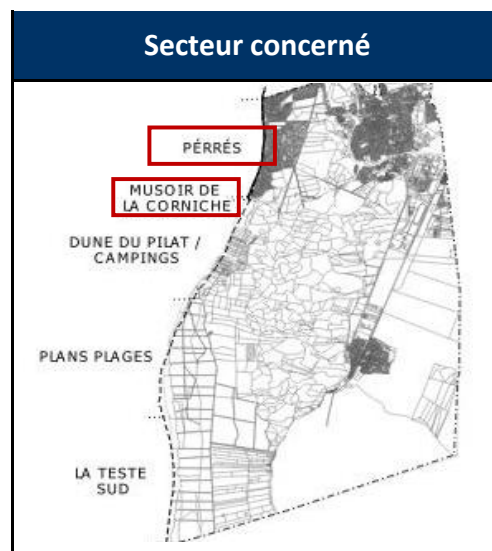 Secteur concerné
PÉRRÉS
MUSOIR DE
LA CORNICHE
DUNE DU PILAT /
CAMPINGS
PLANS PLAGES
LA TESTE
SUD